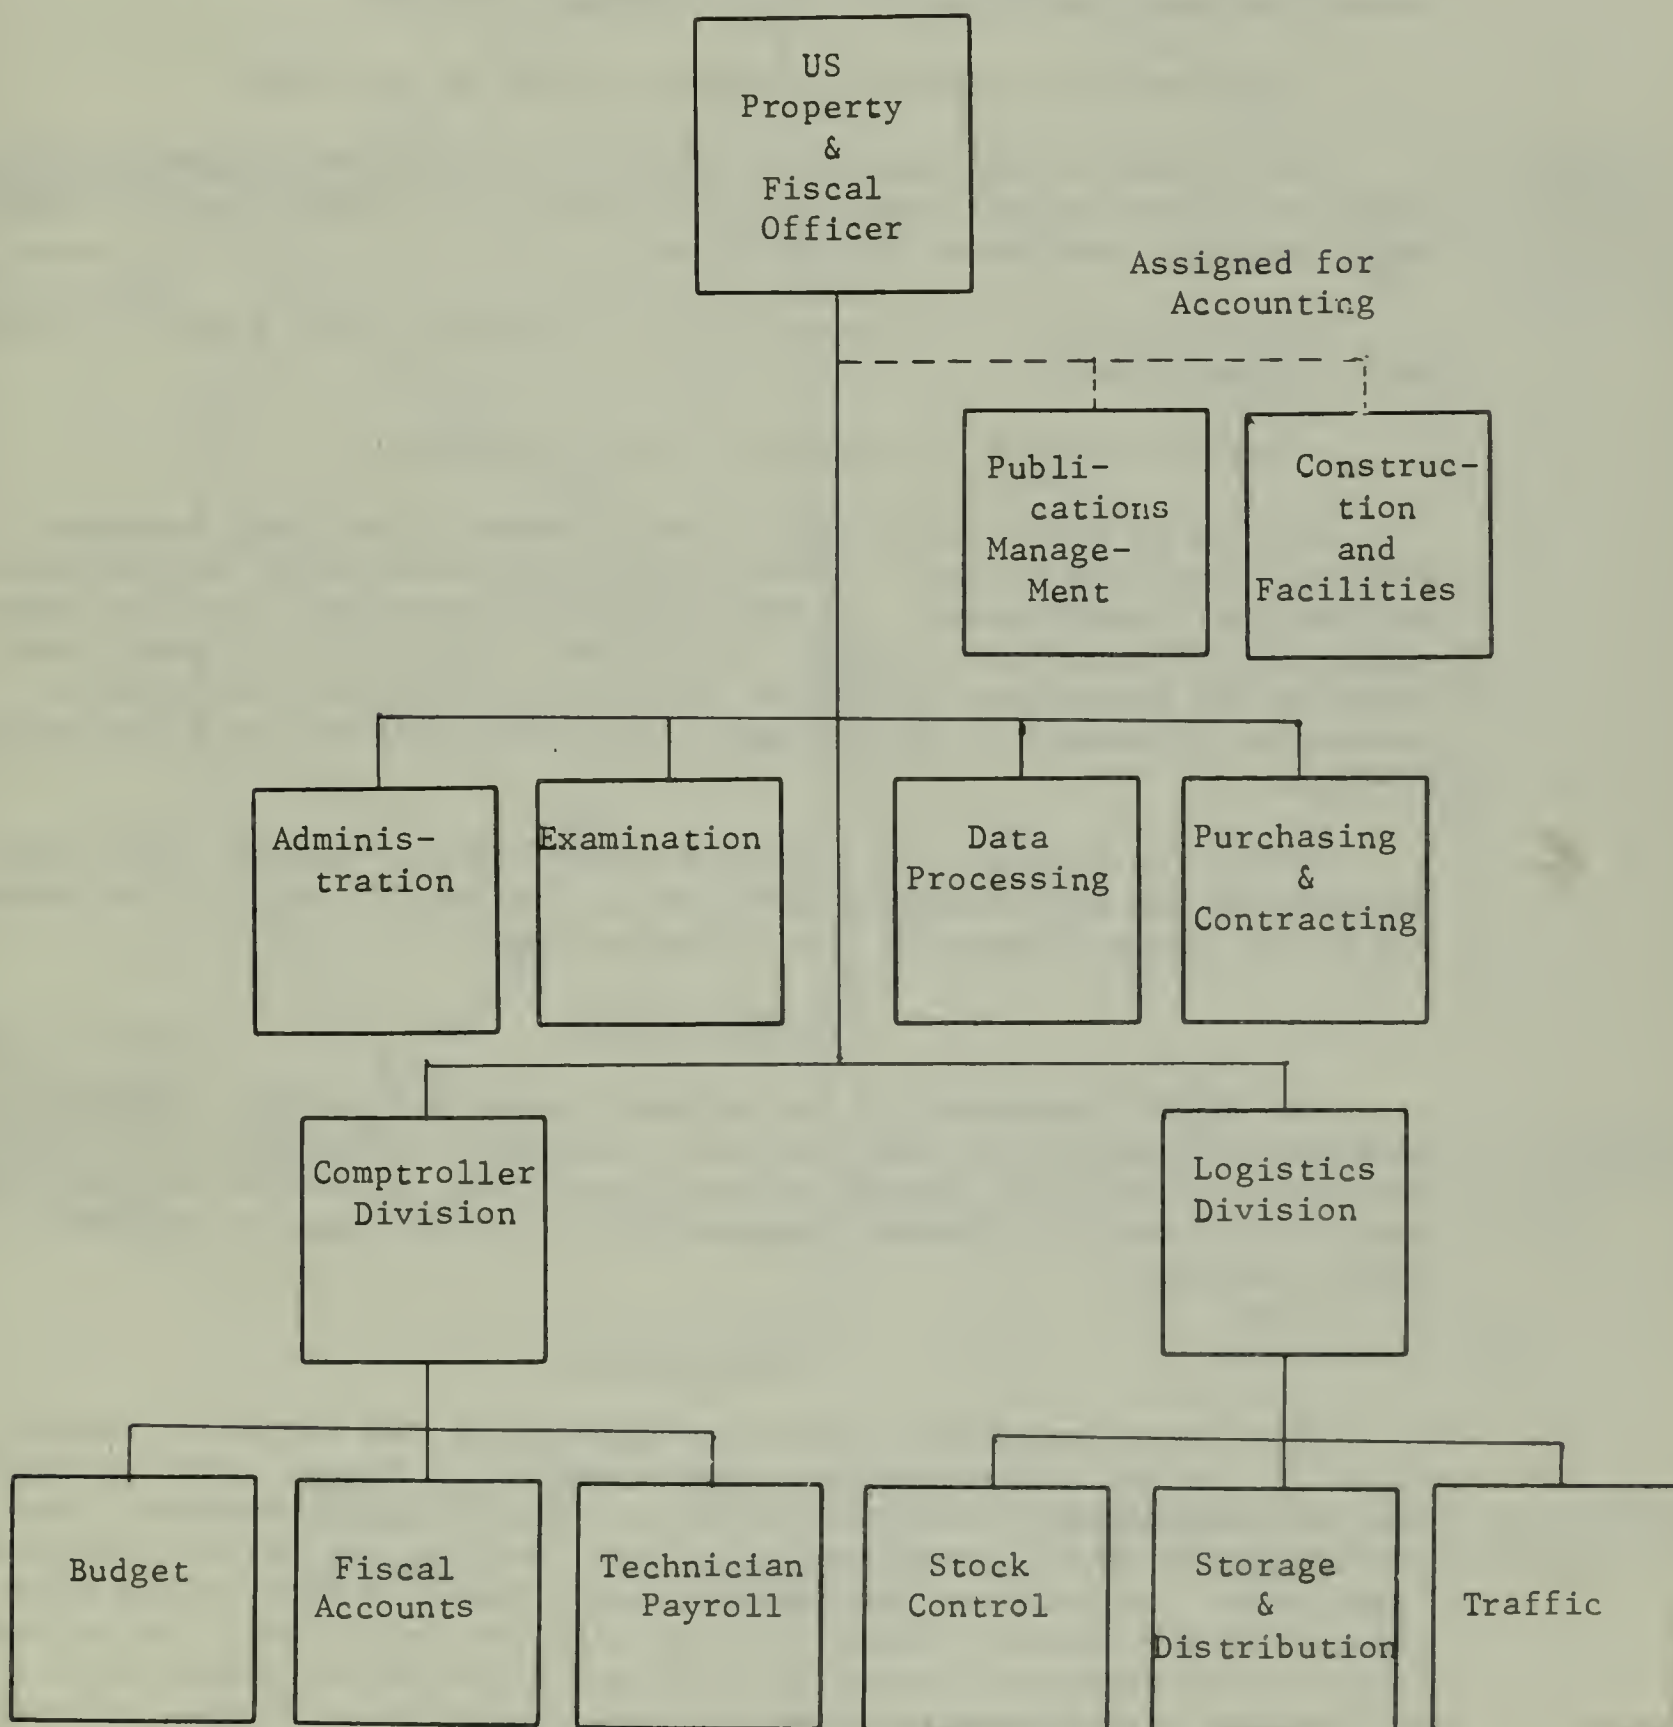 US
Property
&
Fiscal
Officer
Assigned for
Accounting
Publi-
cations
Manage-
Ment
Construc-
tion
and
Facilities
Adminis-
tration
Examination
Data
Processing
Purchasing
&
Contracting
Comptroller
Division
Logistics
Division
Budget
Fiscal
Accounts
Technician
Payroll
Stock
Control
Storage
&
Distribution
Traffic